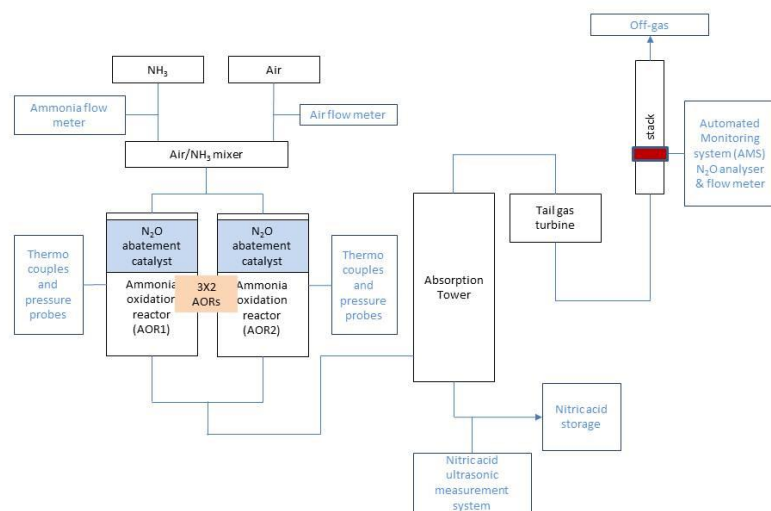 Off-gas
NH₃
Air
Ammonia flow
meter
Air flow meter
stack
Automated
Monitoring
system (AMS)
N₂O analyser
& flow meter
Air/NH₃ mixer
Tail gas
turbine
N₂O
abatement
catalyst
N₂O
abatement
catalyst
Thermo
couples
and
pressure
probes
3X2
AORs
Ammonia
oxidation
reactor
(AOR1)
Ammonia
oxidation
reactor
(AOR2)
Thermo
couples
and
pressure
probes
Absorption
Tower
Nitric acid
storage
Nitric acid
ultrasonic
measurement
system